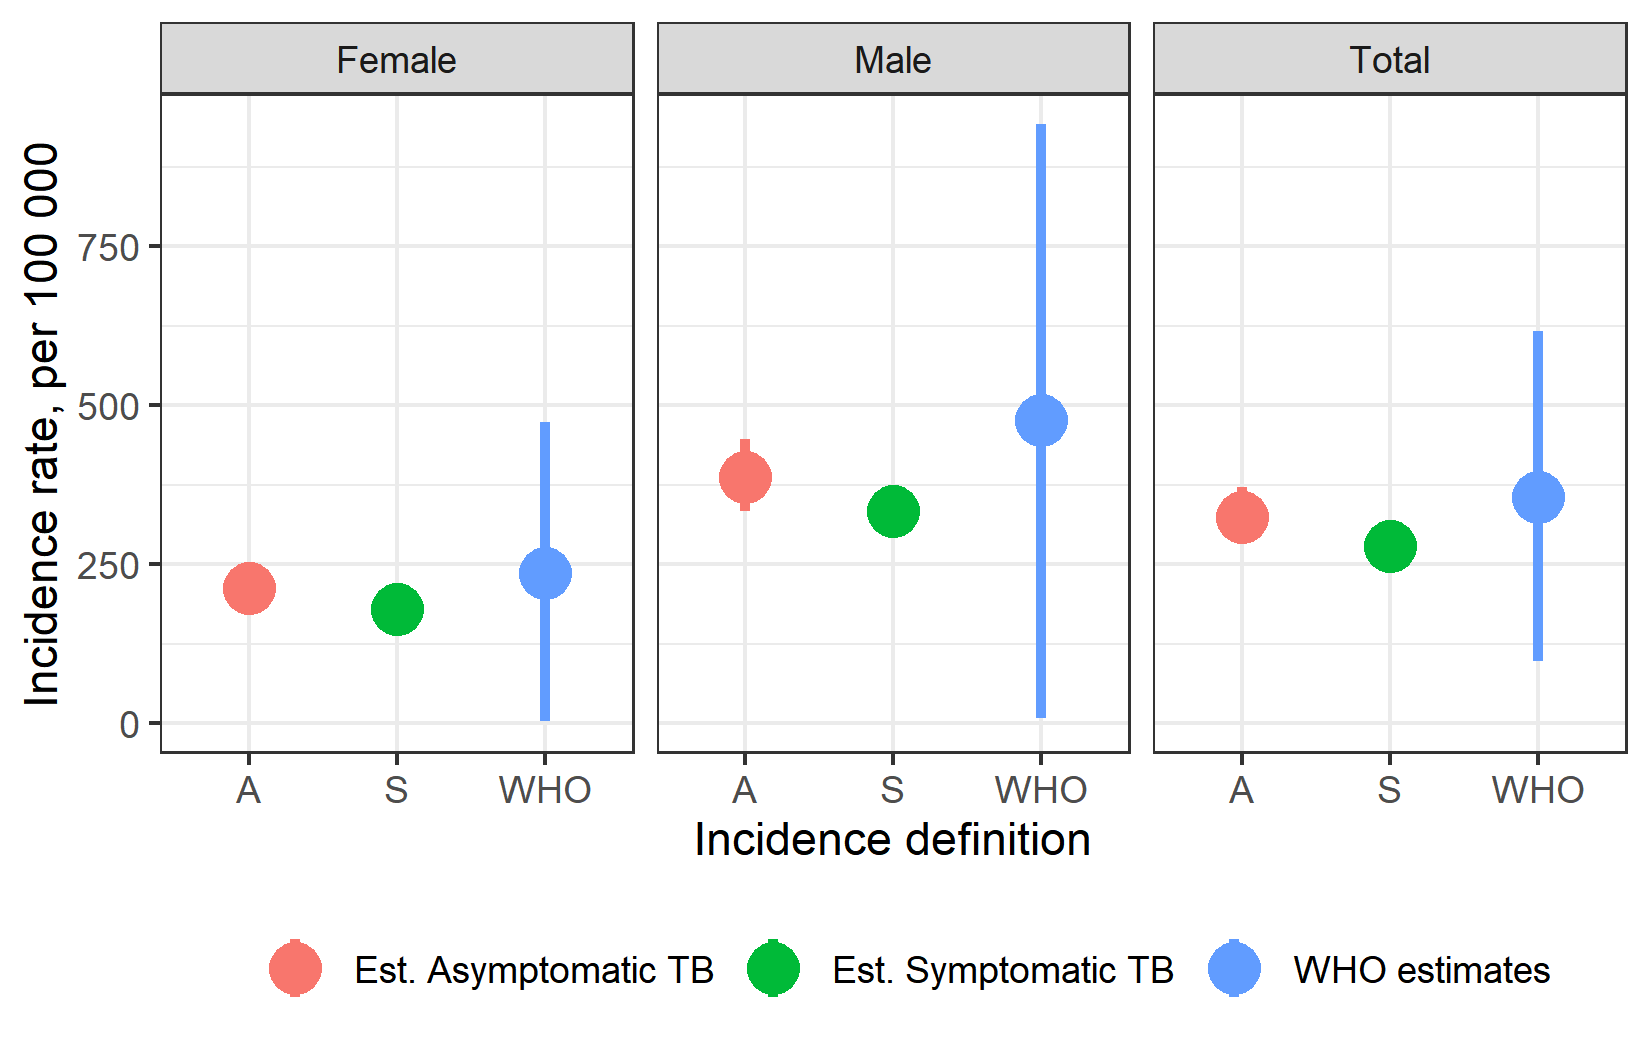 Female Male Total
Incidence rate, per 100 000
750
500
250
0
A S WHO A S WHO A S WHO
Incidence definition
Est. Asymptomatic TB Est. Symptomatic TB WHO estimates